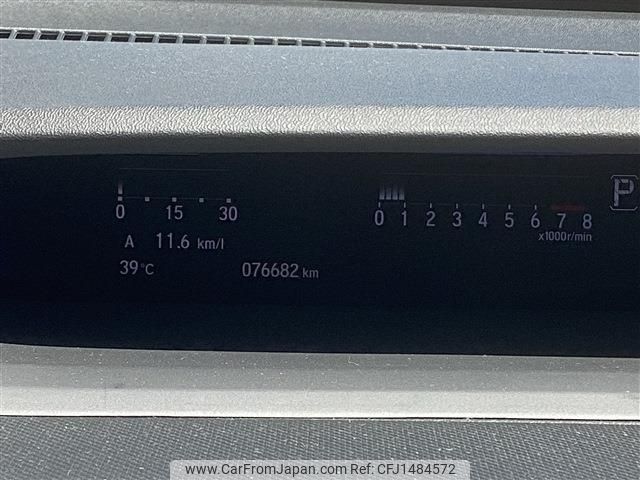 0 15 30
A 11.6 km/l
39°C 076682 km
0 1 2 3 4 5 6 7 8
x1000r/min
P
www.CarFromJapan.com Ref: CFJ1484572